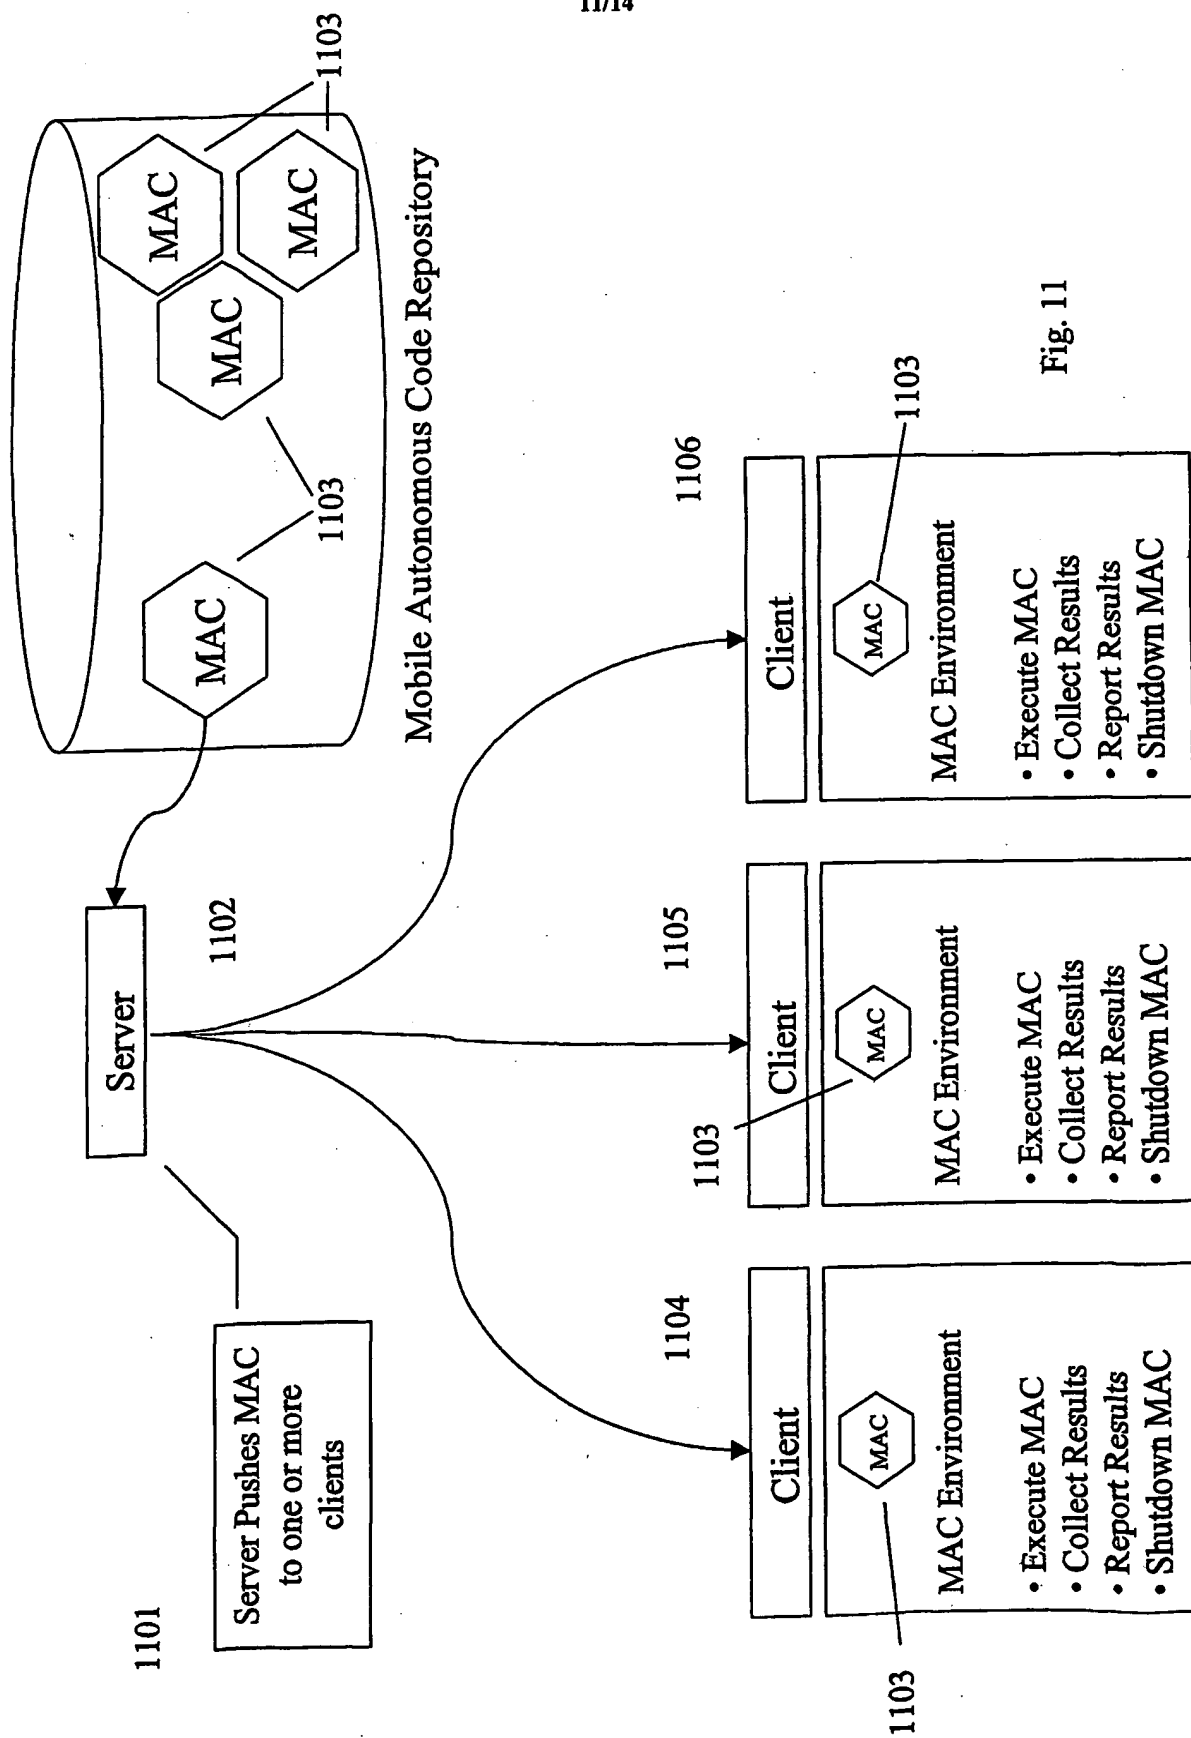 11/14
1101
Server Pushes MAC
to one or more
clients
Server
1102
MAC
1103
MAC
MAC
MAC
1103
Mobile Autonomous Code Repository
1104
Client
MAC
1103
MAC Environment
• Execute MAC
• Collect Results
• Report Results
• Shutdown MAC
1105
Client
MAC
1103
MAC Environment
• Execute MAC
• Collect Results
• Report Results
• Shutdown MAC
1106
Client
MAC
1103
MAC Environment
• Execute MAC
• Collect Results
• Report Results
• Shutdown MAC
Fig. 11